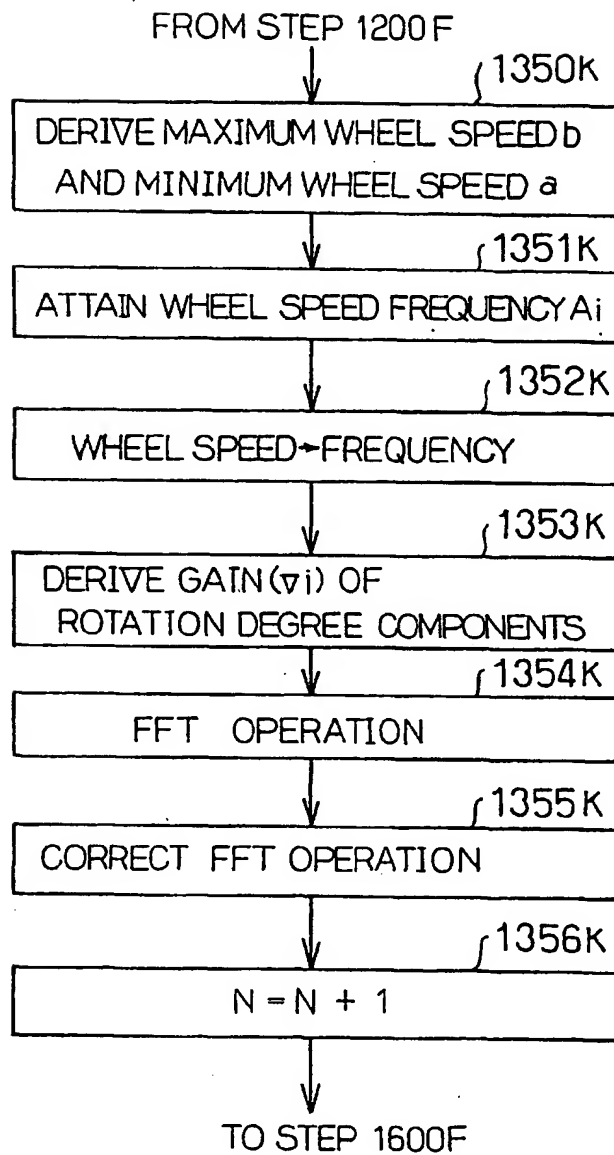 FROM STEP 1200F
1350K
DERIVE MAXIMUM WHEEL SPEED b
AND MINIMUM WHEEL SPEED a
1351K
ATTAIN WHEEL SPEED FREQUENCY Ai
1352K
WHEEL SPEED→FREQUENCY
1353K
DERIVE GAIN (∇i) OF
ROTATION DEGREE COMPONENTS
1354K
FFT OPERATION
1355K
CORRECT FFT OPERATION
1356K
N = N + 1
TO STEP 1600F